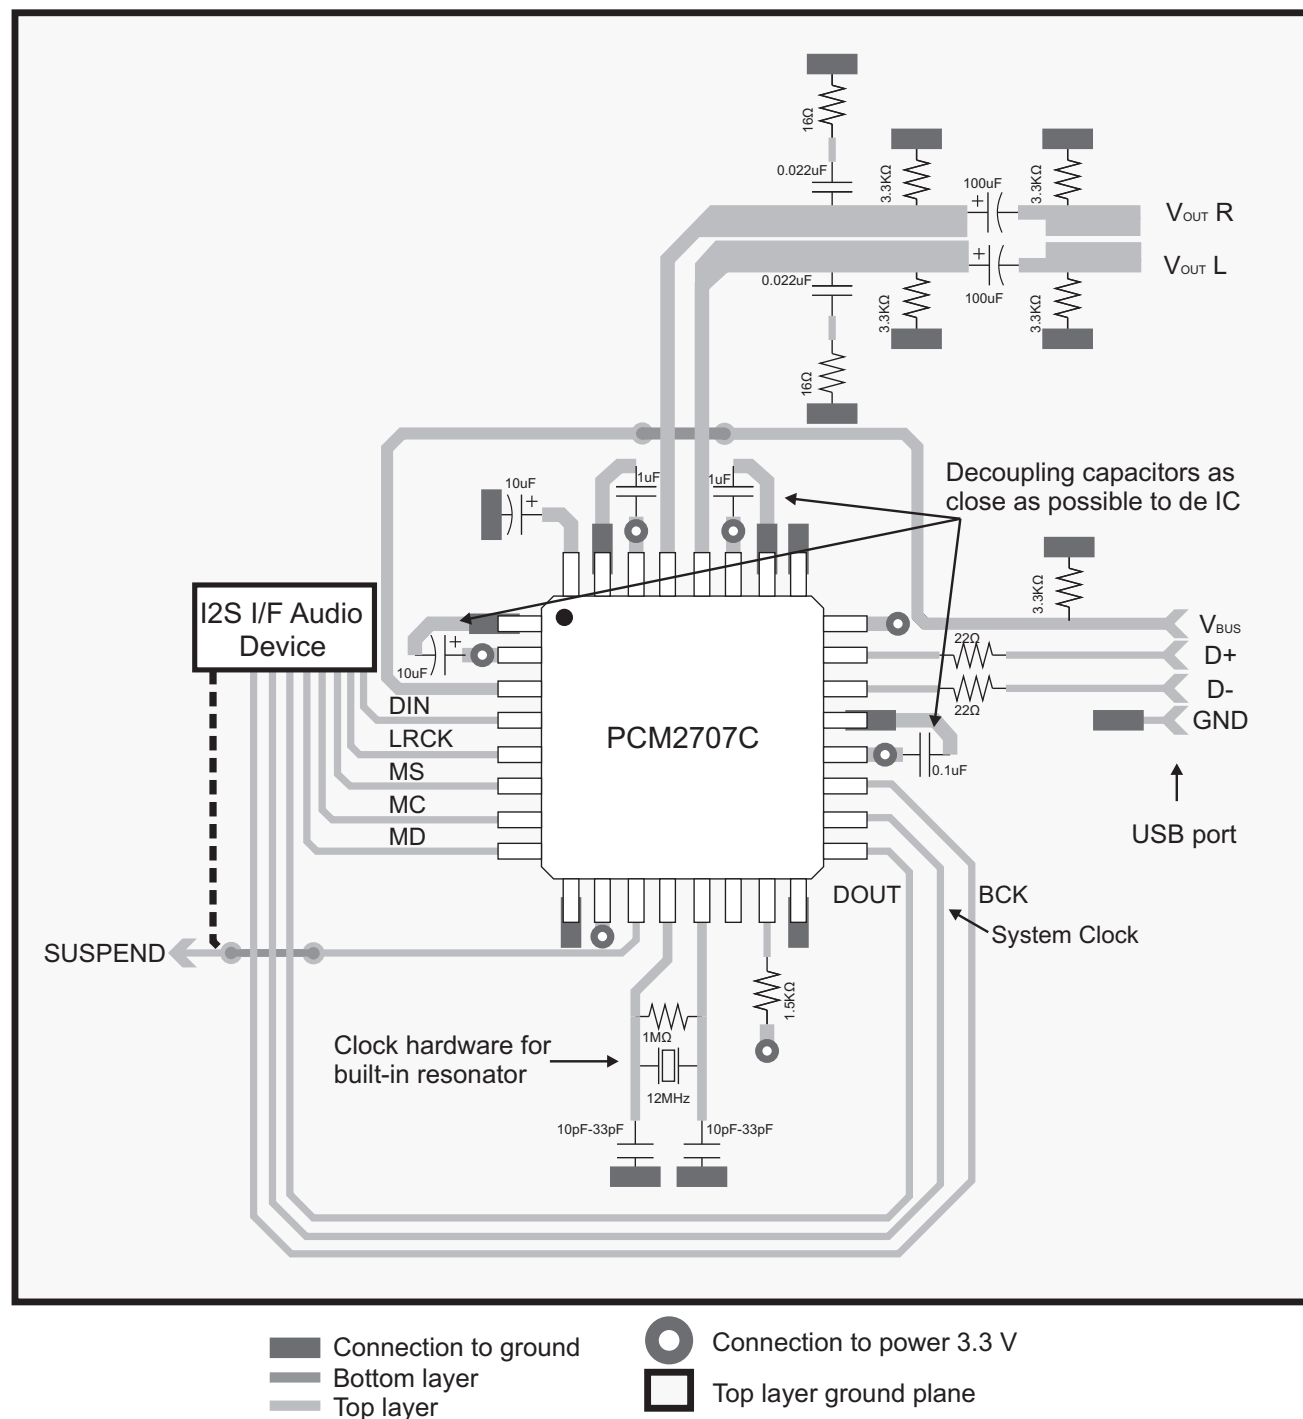 16Ω
0.022uF
3.3KΩ
100uF
3.3KΩ
VOUT R
VOUT L
0.022uF
3.3KΩ
100uF
3.3KΩ
16Ω
10uF
1uF
1uF
Decoupling capacitors as
close as possible to de IC
I2S I/F Audio
Device
3.3KΩ
VBUS
22Ω
D+
10uF
D-
22Ω
DIN
GND
LRCK
PCM2707C
MS
0.1uF
MC
MD
USB port
DOUT
BCK
System Clock
SUSPEND
1.5KΩ
1MΩ
Clock hardware for
built-in resonator
12MHz
10pF-33pF
10pF-33pF
Connection to ground
Connection to power 3.3 V
Bottom layer
Top layer ground plane
Top layer